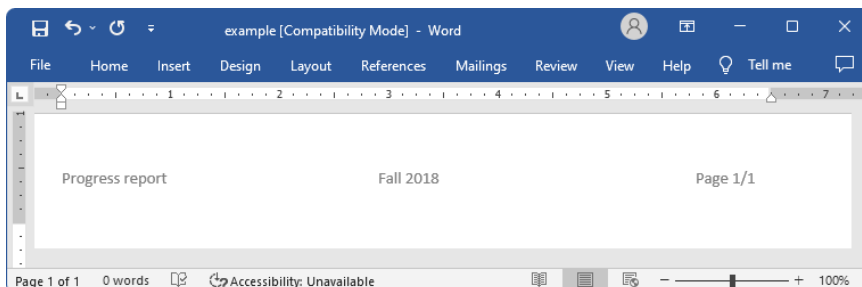 example [Compatibility Mode] - Word
File Home Insert Design Layout References Mailings Review View Help Tell me
L 1 2 3 4 5 6 7
1
Progress report Fall 2018 Page 1/1
Page 1 of 1 0 words Accessibility: Unavailable 100%